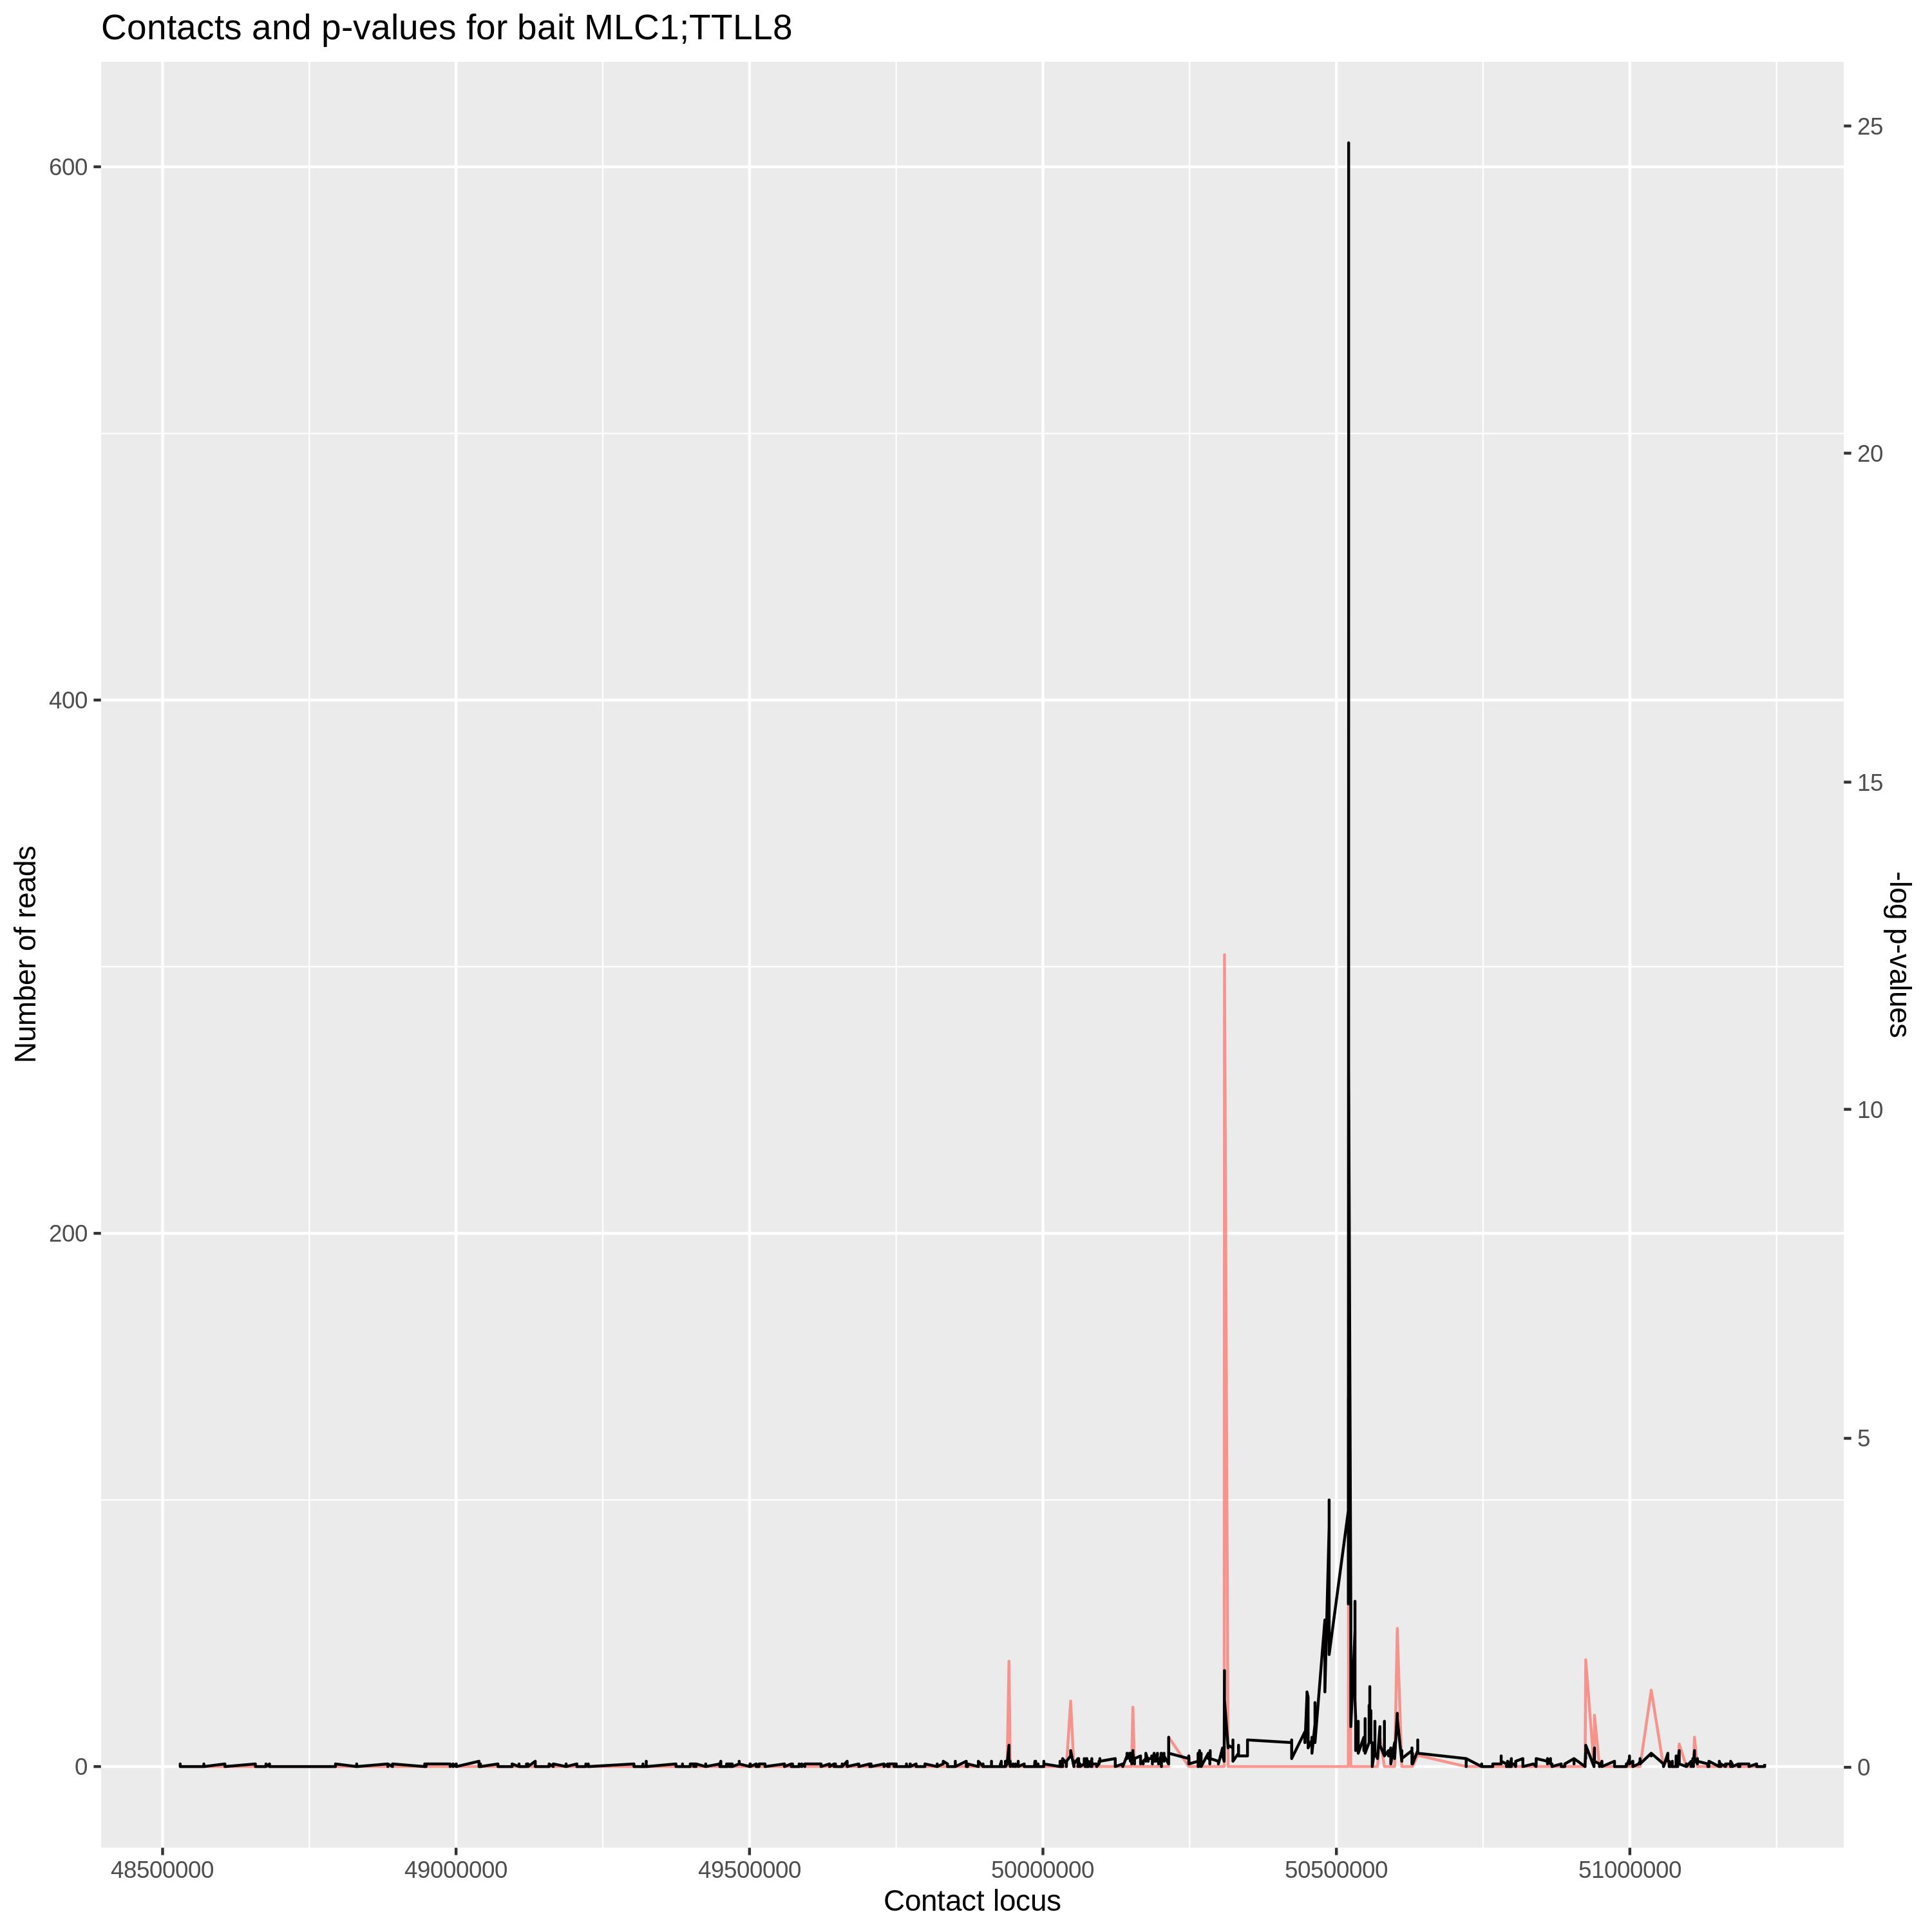 Contacts and p-values for bait MLC1;TTLL8
600
400
200
0
Number of reads
25
20
15
10
5
0
-log p-values
48500000 49000000 49500000 50000000 50500000 51000000
Contact locus